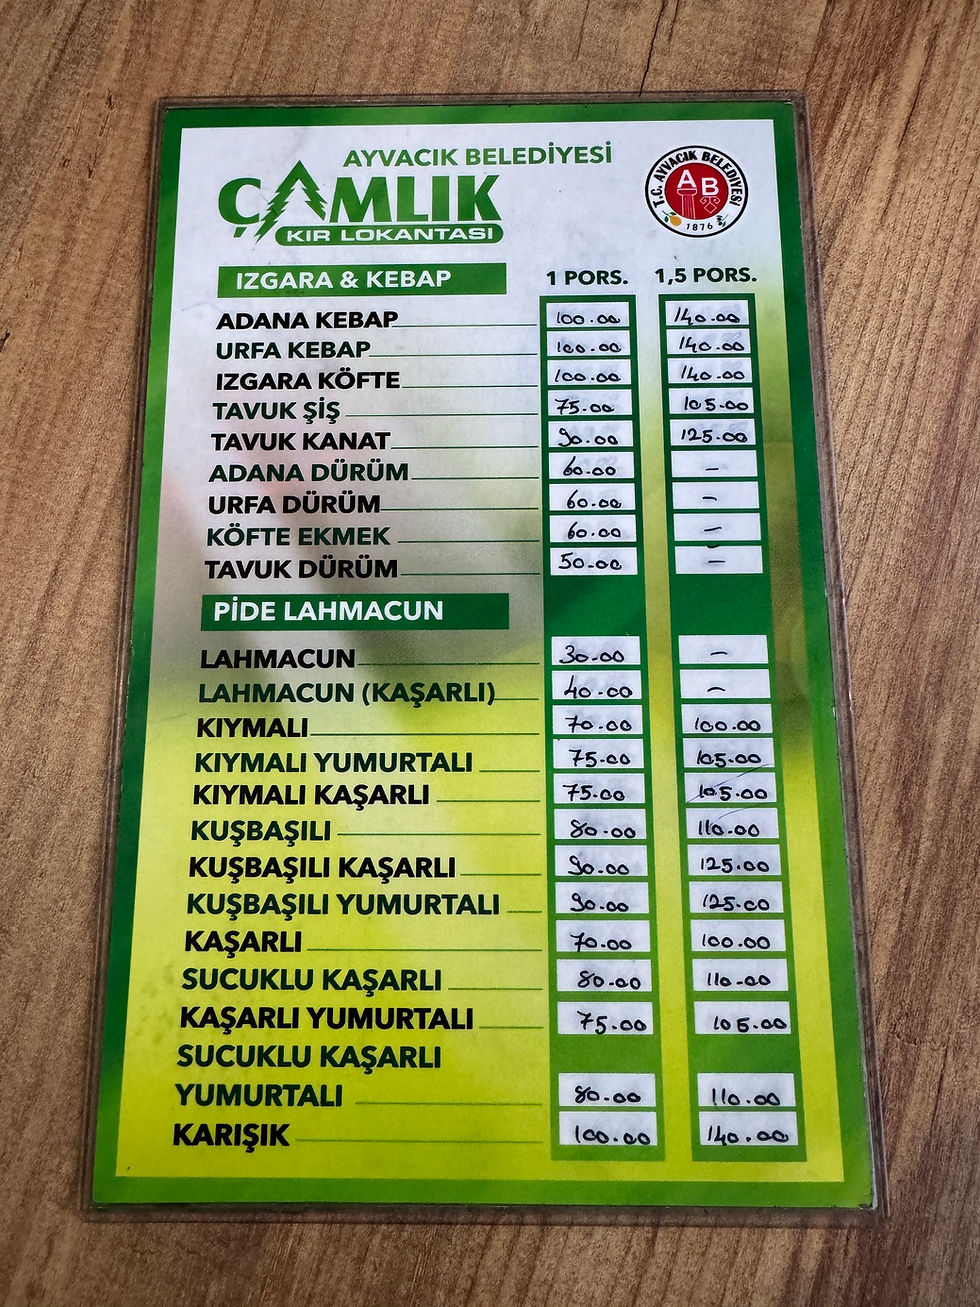 AYVACIK BELEDİYESİ
ÇAMLIK
KIR LOKANTASI
T.C. AYVACIK BELEDİYESİ
AB
1876
IZGARA & KEBAP 1 PORS. 1,5 PORS.
ADANA KEBAP 100.00 140.00
URFA KEBAP 100.00 140.00
IZGARA KÖFTE 100.00 140.00
TAVUK ŞİŞ 75.00 105.00
TAVUK KANAT 90.00 125.00
ADANA DÜRÜM 60.00 -
URFA DÜRÜM 60.00 -
KÖFTE EKMEK 60.00 -
TAVUK DÜRÜM 50.00 -
PİDE LAHMACUN
LAHMACUN 30.00 -
LAHMACUN (KAŞARLI) 40.00 -
KIYMALI 70.00 100.00
KIYMALI YUMURTALI 75.00 105.00
KIYMALI KAŞARLI 75.00 105.00
KUŞBAŞILI 80.00 110.00
KUŞBAŞILI KAŞARLI 90.00 125.00
KUŞBAŞILI YUMURTALI 90.00 125.00
KAŞARLI 70.00 100.00
SUCUKLU KAŞARLI 80.00 110.00
KAŞARLI YUMURTALI 75.00 105.00
SUCUKLU KAŞARLI
YUMURTALI 80.00 110.00
KARIŞIK 100.00 140.00